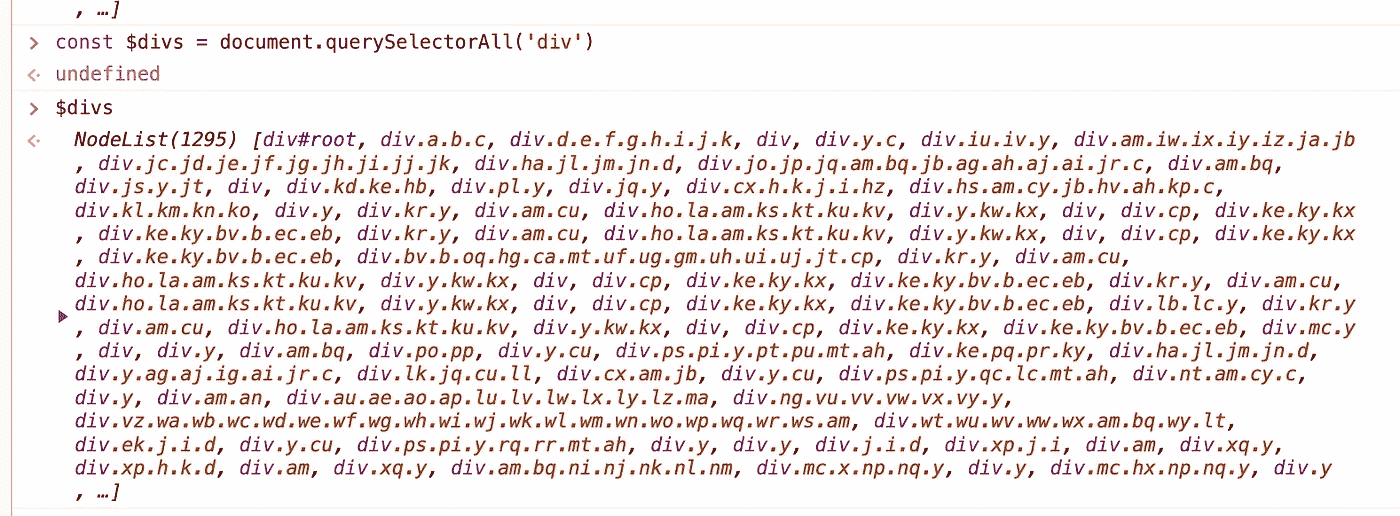 , …]
const $divs = document.querySelectorAll('div')
undefined
$divs
NodeList(1295) [div#root, div.a.b.c, div.d.e.f.g.h.i.j.k, div, div.y.c, div.iu.iv.y, div.am.iw.ix.iy.iz.ja.jb
, div.jc.jd.je.jf.jg.jh.ji.jj.jk, div.ha.jl.jm.jn.d, div.jo.jp.jq.am.bq.jb.ag.ah.aj.ai.jr.c, div.am.bq,
div.js.y.jt, div, div.kd.ke.hb, div.pl.y, div.jq.y, div.cx.h.k.j.i.hz, div.hs.am.cy.jb.hv.ah.kp.c,
div.kl.km.kn.ko, div.y, div.kr.y, div.am.cu, div.ho.la.am.ks.kt.ku.kv, div.y.kw.kx, div, div.cp, div.ke.ky.kx
, div.ke.ky.bv.b.ec.eb, div.kr.y, div.am.cu, div.ho.la.am.ks.kt.ku.kv, div.y.kw.kx, div, div.cp, div.ke.ky.kx
, div.ke.ky.bv.b.ec.eb, div.bv.b.oq.hg.ca.mt.uf.ug.gm.uh.ui.uj.jt.cp, div.kr.y, div.am.cu,
div.ho.la.am.ks.kt.ku.kv, div.y.kw.kx, div, div.cp, div.ke.ky.kx, div.ke.ky.bv.b.ec.eb, div.kr.y, div.am.cu,
div.ho.la.am.ks.kt.ku.kv, div.y.kw.kx, div, div.cp, div.ke.ky.kx, div.ke.ky.bv.b.ec.eb, div.lb.lc.y, div.kr.y
, div.am.cu, div.ho.la.am.ks.kt.ku.kv, div.y.kw.kx, div, div.cp, div.ke.ky.kx, div.ke.ky.bv.b.ec.eb, div.mc.y
, div, div.y, div.am.bq, div.po.pp, div.y.cu, div.ps.pi.y.pt.pu.mt.ah, div.ke.pq.pr.ky, div.ha.jl.jm.jn.d,
div.y.ag.aj.ig.ai.jr.c, div.lk.jq.cu.ll, div.cx.am.jb, div.y.cu, div.ps.pi.y.qc.lc.mt.ah, div.nt.am.cy.c,
div.y, div.am.an, div.au.ae.ao.ap.lu.lv.lw.lx.ly.lz.ma, div.ng.vu.vv.vw.vx.vy.y,
div.vz.wa.wb.wc.wd.we.wf.wg.wh.wi.wj.wk.wl.wm.wn.wo.wp.wq.wr.ws.am, div.wt.wu.wv.ww.wx.am.bq.wy.lt,
div.ek.j.i.d, div.y.cu, div.ps.pi.y.rq.rr.mt.ah, div.y, div.y, div.j.i.d, div.xp.j.i, div.am, div.xq.y,
div.xp.h.k.d, div.am, div.xq.y, div.am.bq.ni.nj.nk.nl.nm, div.mc.x.np.nq.y, div.y, div.mc.hx.np.nq.y, div.y
, …]